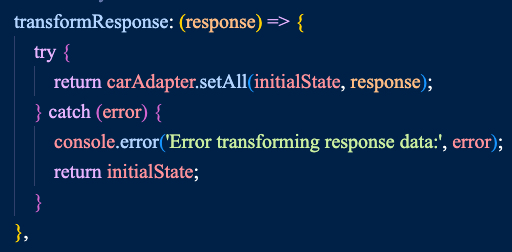 transformResponse: (response) => {
try {
return carAdapter.setAll(initialState, response);
} catch (error) {
console.error('Error transforming response data:', error);
return initialState;
}
},